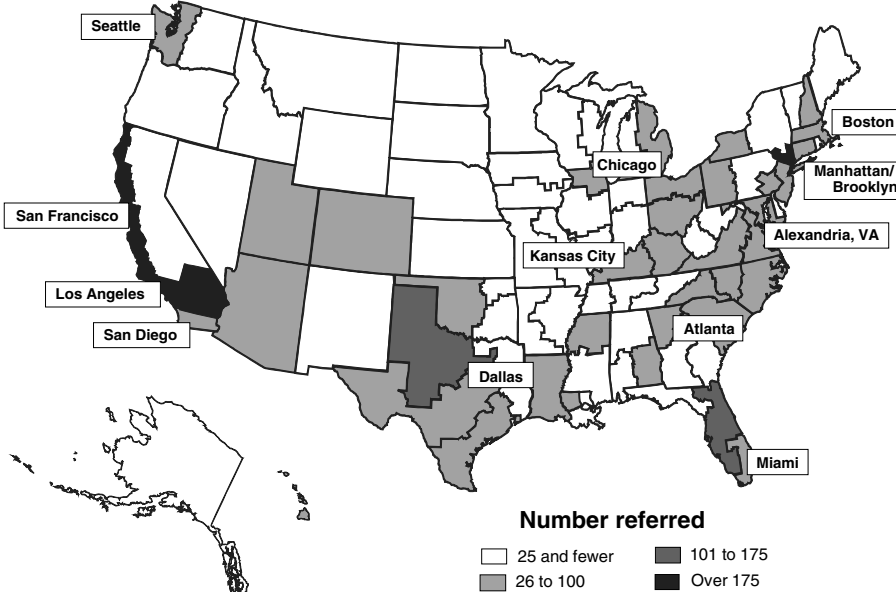 Seattle
Boston
Chicago
Manhattan/
Brooklyn
San Francisco
Alexandria, VA
Kansas City
Los Angeles
San Diego
Atlanta
Dallas
Miami
Number referred
25 and fewer
101 to 175
26 to 100
Over 175